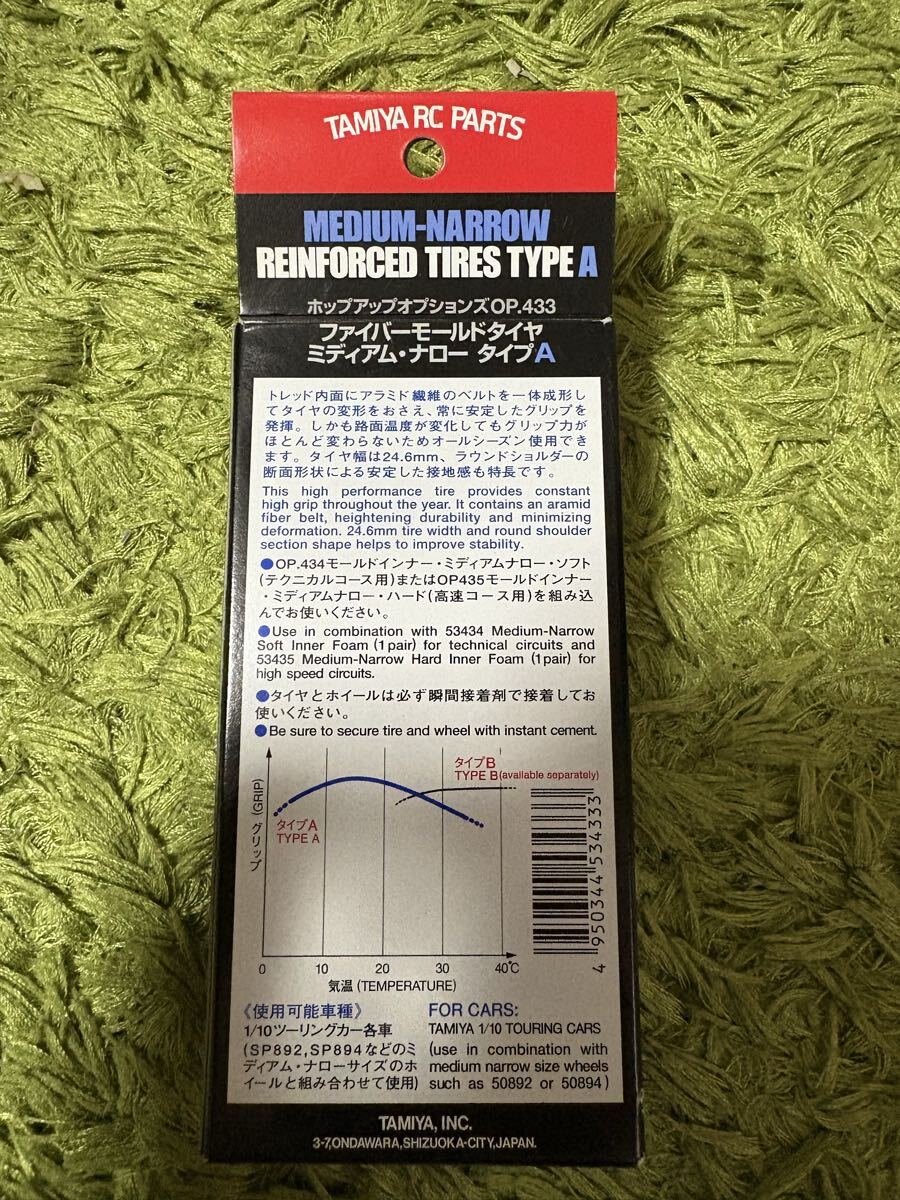 TAMIYA RC PARTS
MEDIUM-NARROW
REINFORCED TIRES TYPE A
ホップアップオプションズOP.433
ファイバーモールドタイヤ
ミディアム・ナロー タイプA
トレッド内面にアラミド繊維のベルトを一体成形し
てタイヤの変形をおさえ、常に安定したグリップを
発揮。しかも路面温度が変化してもグリップ力が
ほとんど変わらないためオールシーズン使用できま
す。タイヤ幅は24.6mm、ラウンドショルダーの
断面形状による安定した接地感も特長です。
This high performance tire provides constant
high grip throughout the year. It contains an aramid
fiber belt, heightening durability and minimizing
deformation. 24.6mm tire width and round shoulder
section shape helps to improve stability.
●OP.434モールドインナー・ミディアムナロー・ソフト
(テクニカルコース用)またはOP435モールドインナー
・ミディアムナロー・ハード(高速コース用)を組み込
んでお使いください。
●Use in combination with 53434 Medium-Narrow
Soft Inner Foam (1 pair) for technical circuits and
53435 Medium-Narrow Hard Inner Foam (1 pair) for
high speed circuits.
●タイヤとホイールは必ず瞬間接着剤で接着してお
使いください。
●Be sure to secure tire and wheel with instant cement.
グリップ (GRIP)
タイプB
TYPE B (available separately)
タイプA
TYPE A
0 10 20 30 40℃
気温 (TEMPERATURE)
4 950344 534333
《使用可能車種》
1/10ツーリングカー各車
(SP892,SP894などのミ
ディアム・ナローサイズのホ
イールと組み合わせて使用)
FOR CARS:
TAMIYA 1/10 TOURING CARS
(use in combination with
medium narrow size wheels
such as 50892 or 50894)
TAMIYA, INC.
3-7,ONDAWARA,SHIZUOKA-CITY,JAPAN.